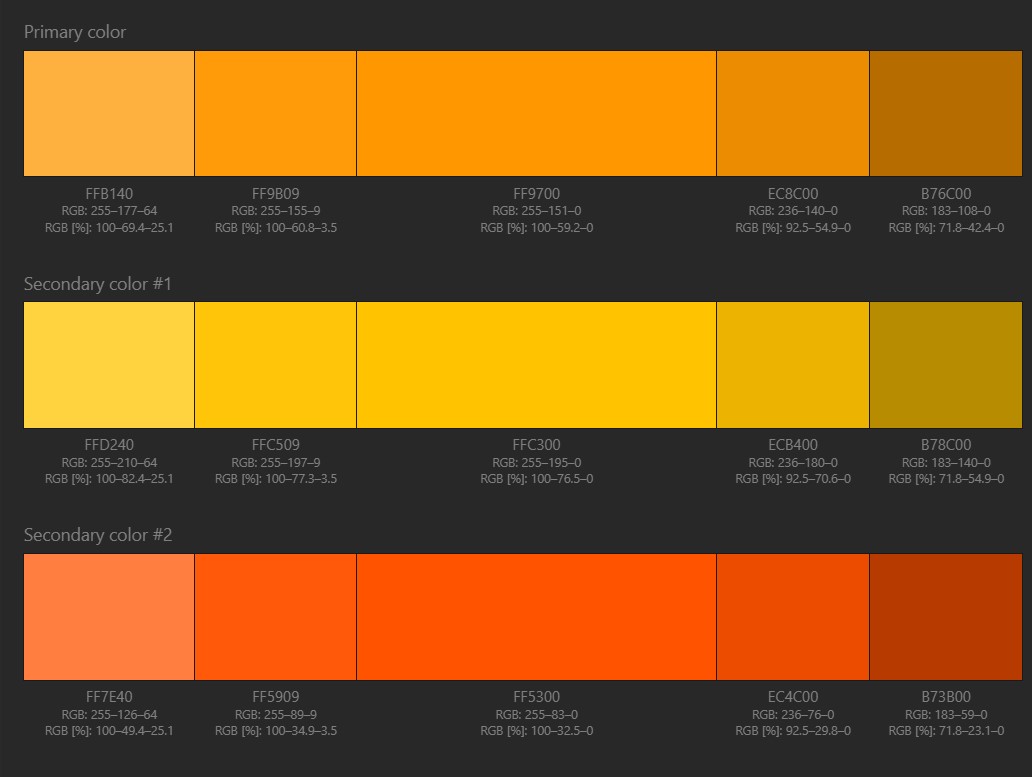 Primary color
FFB140 FF9B09 FF9700 EC8C00 B76C00
RGB: 255–177–64 RGB: 255–155–9 RGB: 255–151–0 RGB: 236–140–0 RGB: 183–108–0
RGB [%]: 100–69.4–25.1 RGB [%]: 100–60.8–3.5 RGB [%]: 100–59.2–0 RGB [%]: 92.5–54.9–0 RGB [%]: 71.8–42.4–0
Secondary color #1
FFD240 FFC509 FFC300 ECB400 B78C00
RGB: 255–210–64 RGB: 255–197–9 RGB: 255–195–0 RGB: 236–180–0 RGB: 183–140–0
RGB [%]: 100–82.4–25.1 RGB [%]: 100–77.3–3.5 RGB [%]: 100–76.5–0 RGB [%]: 92.5–70.6–0 RGB [%]: 71.8–54.9–0
Secondary color #2
FF7E40 FF5909 FF5300 EC4C00 B73B00
RGB: 255–126–64 RGB: 255–89–9 RGB: 255–83–0 RGB: 236–76–0 RGB: 183–59–0
RGB [%]: 100–49.4–25.1 RGB [%]: 100–34.9–3.5 RGB [%]: 100–32.5–0 RGB [%]: 92.5–29.8–0 RGB [%]: 71.8–23.1–0